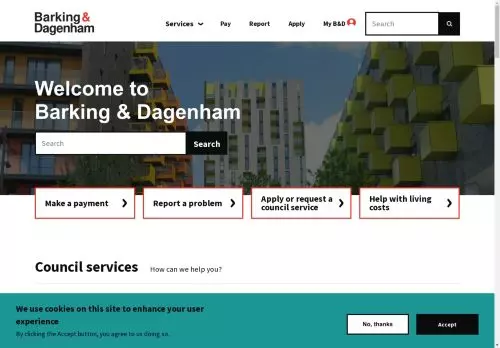 Barking&
Dagenham
Services
Pay
Report
Apply
My B&D
Search
Welcome to
Barking & Dagenham
Search
Search
Make a payment
Report a problem
Apply or request a
council service
Help with living
costs
Council services
How can we help you?
We use cookies on this site to enhance your user
experience
By clicking the Accept button, you agree to us doing so.
No, thanks
Accept